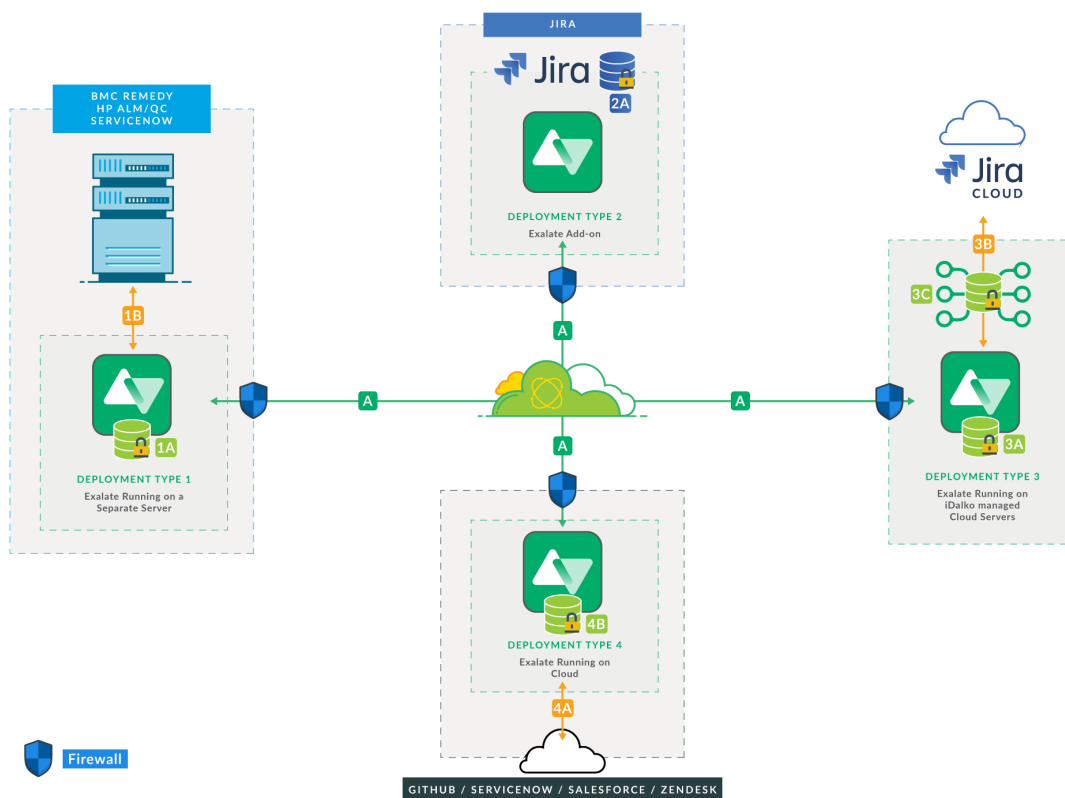 JIRA
Jira
2A
DEPLOYMENT TYPE 2
Exalate Add-on
BMC REMEDY
HP ALM/QC
SERVICENOW
1B
1A
DEPLOYMENT TYPE 1
Exalate Running on a
Separate Server
A
A
A
A
Jira
CLOUD
3B
3C
3A
DEPLOYMENT TYPE 3
Exalate Running on
iDalko managed
Cloud Servers
4B
DEPLOYMENT TYPE 4
Exalate Running on
Cloud
4A
GITHUB / SERVICENOW / SALESFORCE / ZENDESK
Firewall